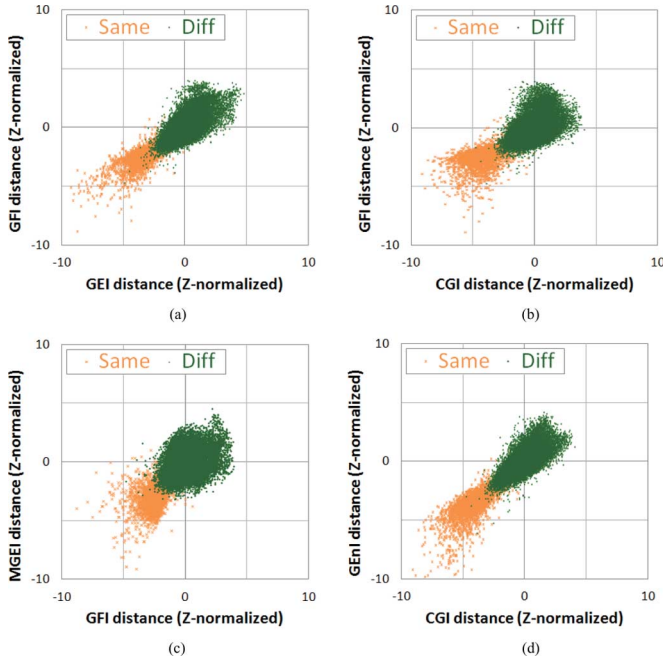 10
Same Diff
GFI distance (Z-normalized)
0
-10
-10 0 10
GEI distance (Z-normalized)
(a)
10
Same Diff
GFI distance (Z-normalized)
0
-10
-10 0 10
CGI distance (Z-normalized)
(b)
10
Same Diff
MGEI distance (Z-normalized)
0
-10
-10 0 10
GFI distance (Z-normalized)
(c)
10
Same Diff
GEnI distance (Z-normalized)
0
-10
-10 0 10
CGI distance (Z-normalized)
(d)